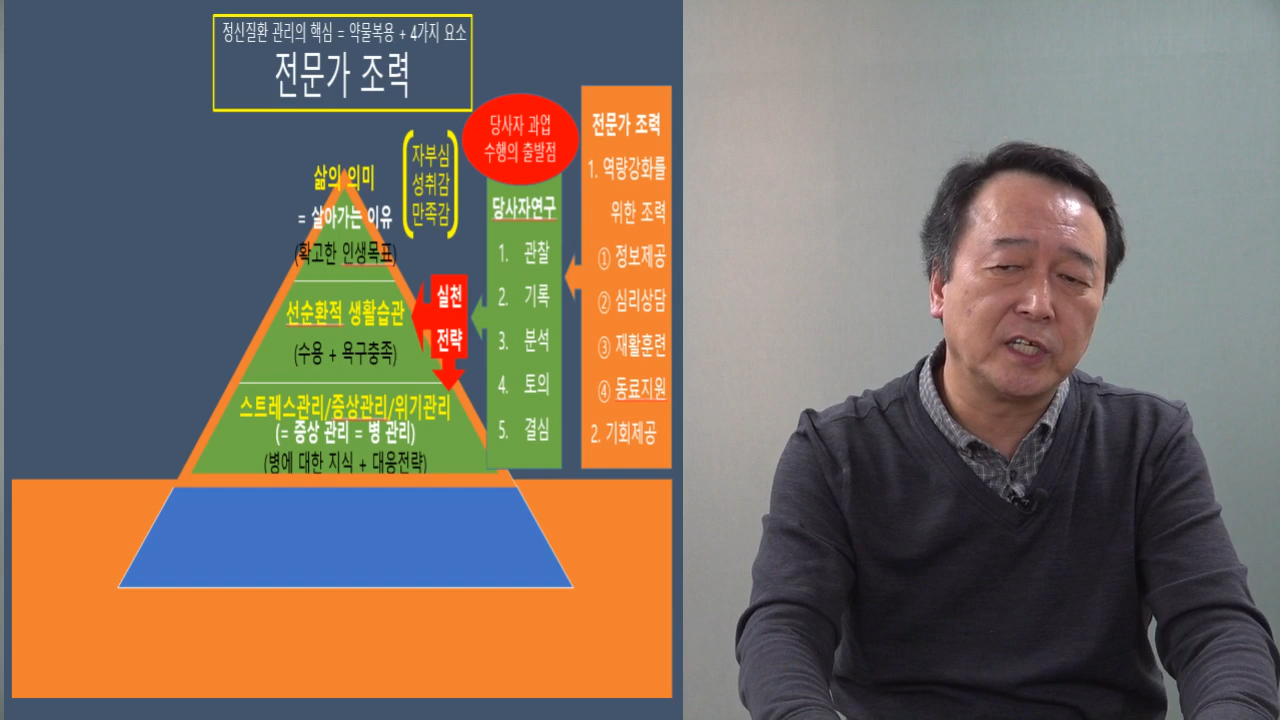 정신질환 관리의 핵심 = 약물복용 + 4가지 요소
전문가 조력
삶의 의미
= 살아가는 이유
(확고한 인생목표)
자부심
성취감
만족감
선순환적 생활습관
(수용 + 욕구충족)
스트레스관리/증상관리/위기관리
(= 증상 관리 = 병 관리)
(병에 대한 지식 + 대응전략)
실천
전략
당사자 과업
수행의 출발점
당사자연구
1. 관찰
2. 기록
3. 분석
4. 토의
5. 결심
전문가 조력
1. 역량강화를
위한 조력
① 정보제공
② 심리상담
③ 재활훈련
④ 동료지원
2. 기회제공